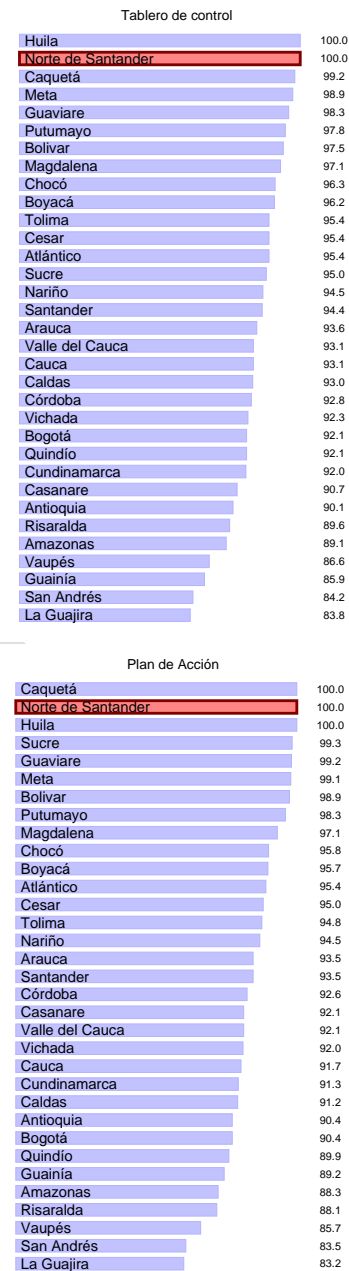 Tablero de control
Huila 100.0
Norte de Santander 100.0
Caquetá 99.2
Meta 98.9
Guaviare 98.3
Putumayo 97.8
Bolivar 97.5
Magdalena 97.1
Chocó 96.3
Boyacá 96.2
Tolima 95.4
Cesar 95.4
Atlántico 95.4
Sucre 95.0
Nariño 94.5
Santander 94.4
Arauca 93.6
Valle del Cauca 93.1
Cauca 93.1
Caldas 93.0
Córdoba 92.8
Vichada 92.3
Bogotá 92.1
Quindío 92.1
Cundinamarca 92.0
Casanare 90.7
Antioquia 90.1
Risaralda 89.6
Amazonas 89.1
Vaupés 86.6
Guainía 85.9
San Andrés 84.2
La Guajira 83.8
Plan de Acción
Caquetá 100.0
Norte de Santander 100.0
Huila 100.0
Sucre 99.3
Guaviare 99.2
Meta 99.1
Bolivar 98.9
Putumayo 98.3
Magdalena 97.1
Chocó 95.8
Boyacá 95.7
Atlántico 95.4
Cesar 95.0
Tolima 94.8
Nariño 94.5
Arauca 93.5
Santander 93.5
Córdoba 92.6
Casanare 92.1
Valle del Cauca 92.1
Vichada 92.0
Cauca 91.7
Cundinamarca 91.3
Caldas 91.2
Antioquia 90.4
Bogotá 90.4
Quindío 89.9
Guainía 89.2
Amazonas 88.3
Risaralda 88.1
Vaupés 85.7
San Andrés 83.5
La Guajira 83.2